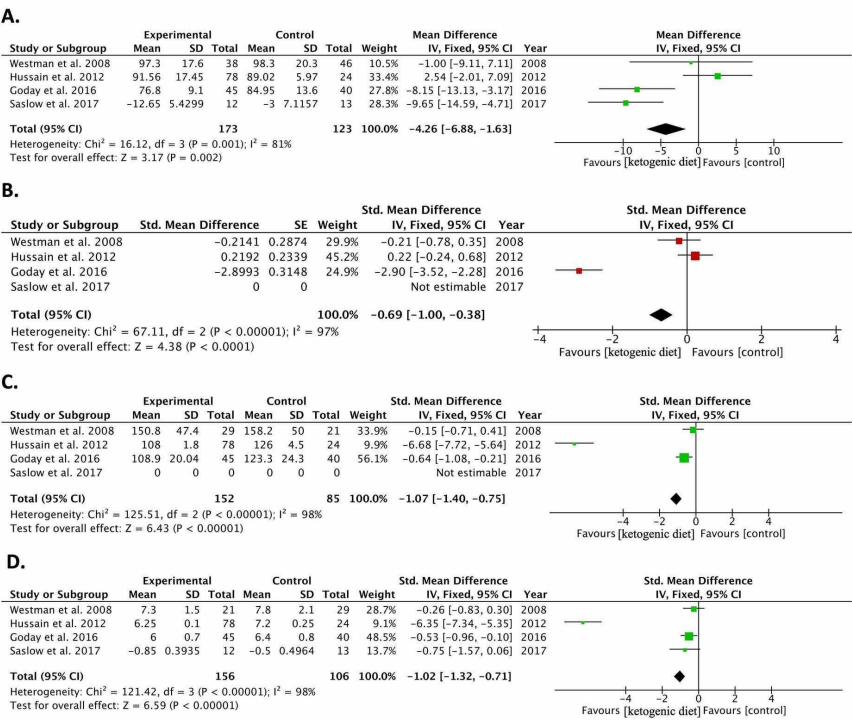 A.
Experimental Control Mean Difference Mean Difference
Study or Subgroup Mean SD Total Mean SD Total Weight IV, Fixed, 95% CI Year IV, Fixed, 95% CI
Westman et al. 2008 97.3 17.6 38 98.3 20.3 46 10.5% -1.00 [-9.11, 7.11] 2008
Hussain et al. 2012 91.56 17.45 78 89.02 5.97 24 33.4% 2.54 [-2.01, 7.09] 2012
Goday et al. 2016 76.8 9.1 45 84.95 13.6 40 27.8% -8.15 [-13.13, -3.17] 2016
Saslow et al. 2017 -12.65 5.4299 12 -3 7.1157 13 28.3% -9.65 [-14.59, -4.71] 2017
Total (95% CI) 173 123 100.0% -4.26 [-6.88, -1.63]
Heterogeneity: Chi² = 16.12, df = 3 (P = 0.001); I² = 81%
Test for overall effect: Z = 3.17 (P = 0.002)
-10 -5 0 5 10
Favours [ketogenic diet] Favours [control]
B.
Std. Mean Difference Std. Mean Difference
Study or Subgroup Std. Mean Difference SE Weight IV, Fixed, 95% CI Year IV, Fixed, 95% CI
Westman et al. 2008 -0.2141 0.2874 29.9% -0.21 [-0.78, 0.35] 2008
Hussain et al. 2012 0.2192 0.2339 45.2% 0.22 [-0.24, 0.68] 2012
Goday et al. 2016 -2.8993 0.3148 24.9% -2.90 [-3.52, -2.28] 2016
Saslow et al. 2017 0 0 Not estimable 2017
Total (95% CI) 100.0% -0.69 [-1.00, -0.38]
Heterogeneity: Chi² = 67.11, df = 2 (P < 0.00001); I² = 97%
Test for overall effect: Z = 4.38 (P < 0.0001)
-4 -2 0 2 4
Favours [ketogenic diet] Favours [control]
C.
Experimental Control Std. Mean Difference Std. Mean Difference
Study or Subgroup Mean SD Total Mean SD Total Weight IV, Fixed, 95% CI Year IV, Fixed, 95% CI
Westman et al. 2008 150.8 47.4 29 158.2 50 21 33.9% -0.15 [-0.71, 0.41] 2008
Hussain et al. 2012 108 1.8 78 126 4.5 24 9.9% -6.68 [-7.72, -5.64] 2012
Goday et al. 2016 108.9 20.04 45 123.3 24.3 40 56.1% -0.64 [-1.08, -0.21] 2016
Saslow et al. 2017 0 0 0 0 0 0 Not estimable 2017
Total (95% CI) 152 85 100.0% -1.07 [-1.40, -0.75]
Heterogeneity: Chi² = 125.51, df = 2 (P < 0.00001); I² = 98%
Test for overall effect: Z = 6.43 (P < 0.00001)
-4 -2 0 2 4
Favours [ketogenic diet] Favours [control]
D.
Experimental Control Std. Mean Difference Std. Mean Difference
Study or Subgroup Mean SD Total Mean SD Total Weight IV, Fixed, 95% CI Year IV, Fixed, 95% CI
Westman et al. 2008 7.3 1.5 21 7.8 2.1 29 28.7% -0.26 [-0.83, 0.30] 2008
Hussain et al. 2012 6.25 0.1 78 7.2 0.25 24 9.1% -6.35 [-7.34, -5.35] 2012
Goday et al. 2016 6 0.7 45 6.4 0.8 40 48.5% -0.53 [-0.96, -0.10] 2016
Saslow et al. 2017 -0.85 0.3935 12 -0.5 0.4964 13 13.7% -0.75 [-1.57, 0.06] 2017
Total (95% CI) 156 106 100.0% -1.02 [-1.32, -0.71]
Heterogeneity: Chi² = 121.42, df = 3 (P < 0.00001); I² = 98%
Test for overall effect: Z = 6.59 (P < 0.00001)
-4 -2 0 2 4
Favours [ketogenic diet] Favours [control]